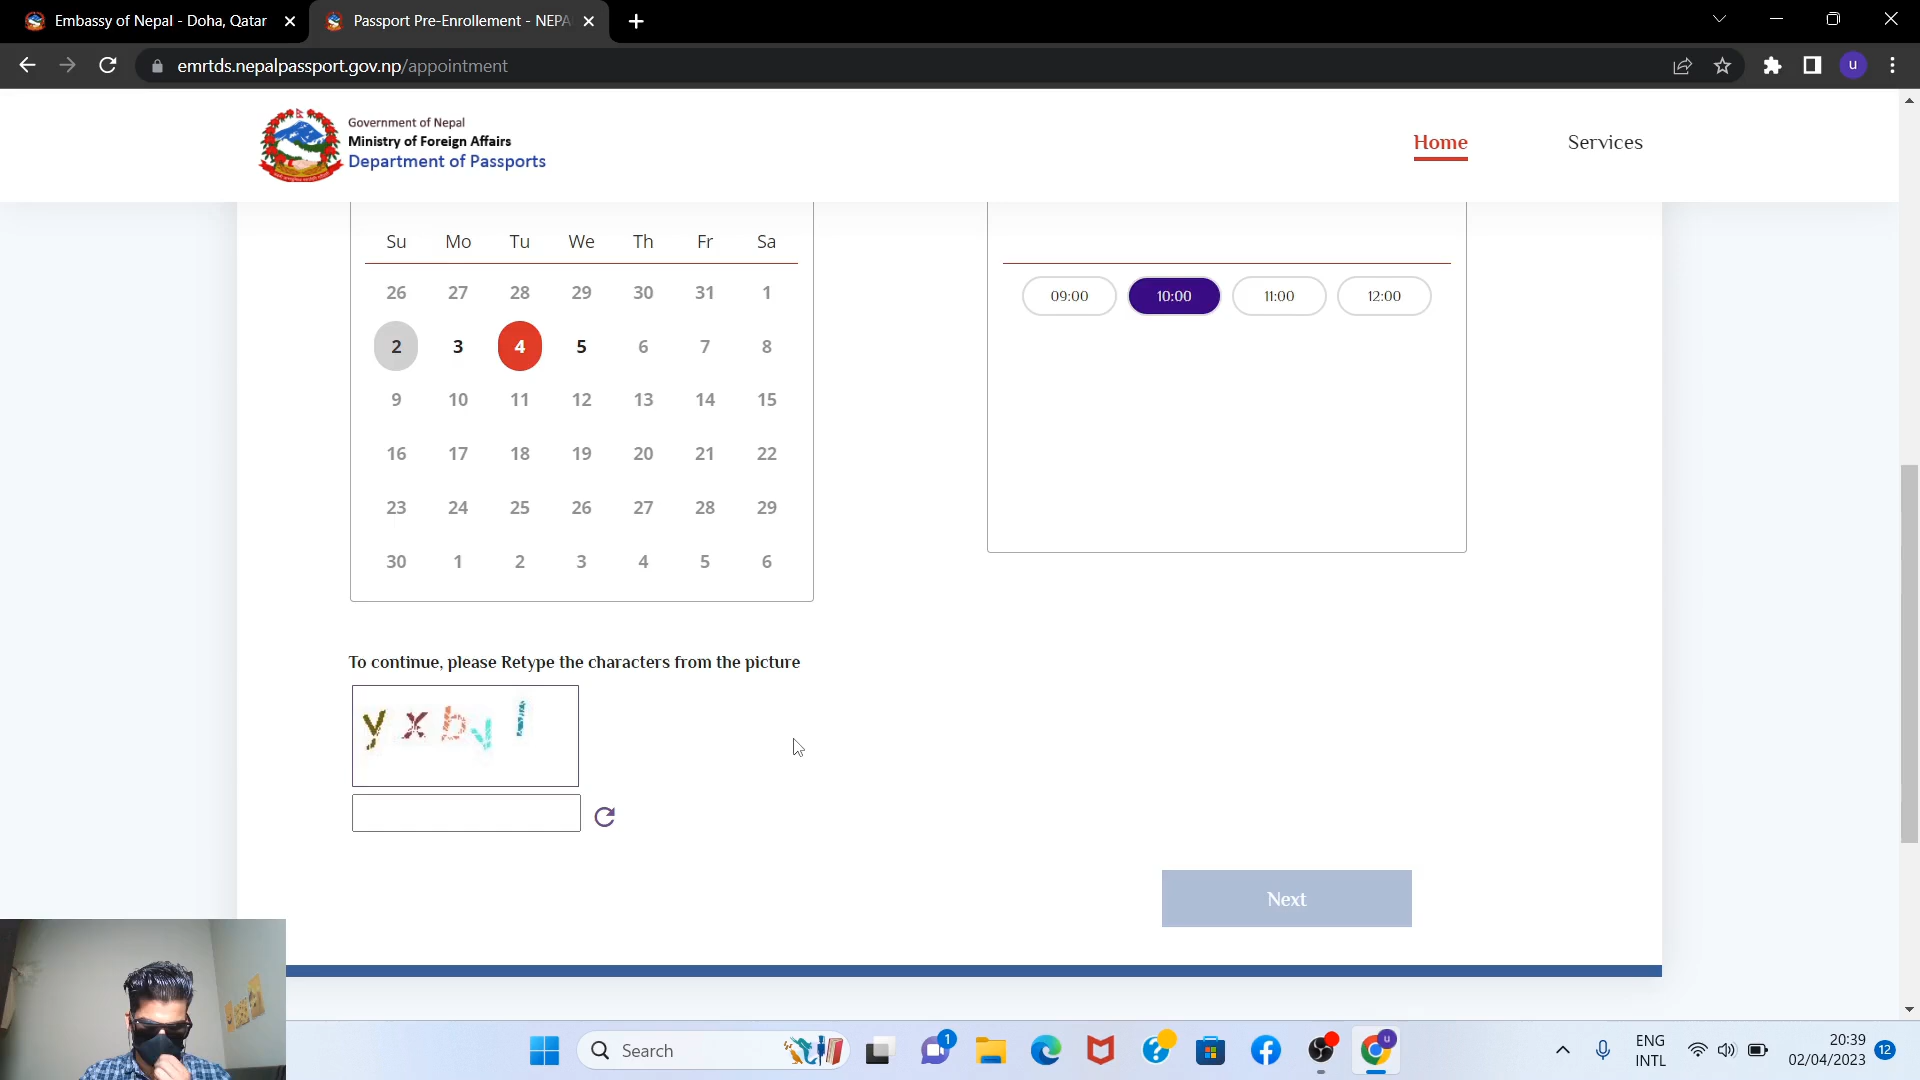 Embassy of Nepal - Doha, Qatar
Passport Pre-Enrollement - NEPA
emrtds.nepalpassport.gov.np/appointment
u
Government of Nepal
Ministry of Foreign Affairs
Department of Passports
Home
Services
Su Mo Tu We Th Fr Sa
26 27 28 29 30 31 1
2 3 4 5 6 7 8
9 10 11 12 13 14 15
16 17 18 19 20 21 22
23 24 25 26 27 28 29
30 1 2 3 4 5 6
09:00 10:00 11:00 12:00
To continue, please Retype the characters from the picture
Next
Search
1
u
ENG
INTL
20:39
02/04/2023
12